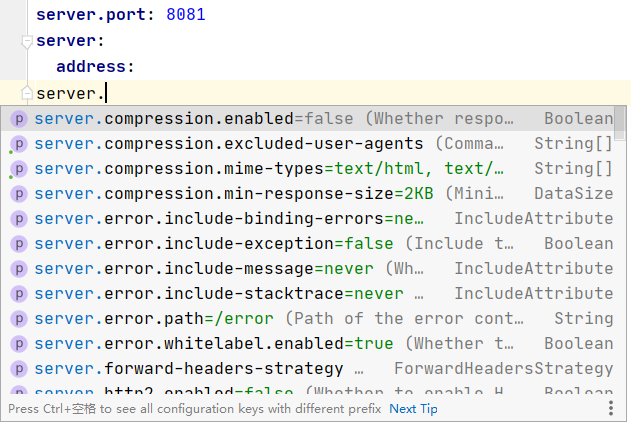 server.port: 8081
server:
address:
server.
p server.compression.enabled=false (Whether respo… Boolean
p server.compression.excluded-user-agents (Comma… String[]
p server.compression.mime-types=text/html, text/… String[]
p server.compression.min-response-size=2KB (Mini… DataSize
p server.error.include-binding-errors=ne… IncludeAttribute
p server.error.include-exception=false (Include t… Boolean
p server.error.include-message=never (Wh… IncludeAttribute
p server.error.include-stacktrace=never … IncludeAttribute
p server.error.path=/error (Path of the error cont… String
p server.error.whitelabel.enabled=true (Whether t… Boolean
p server.forward-headers-strategy … ForwardHeadersStrategy
p server.http2.enabled=false (Whether to enable H… Boolean
Press Ctrl+空格 to see all configuration keys with different prefix Next Tip